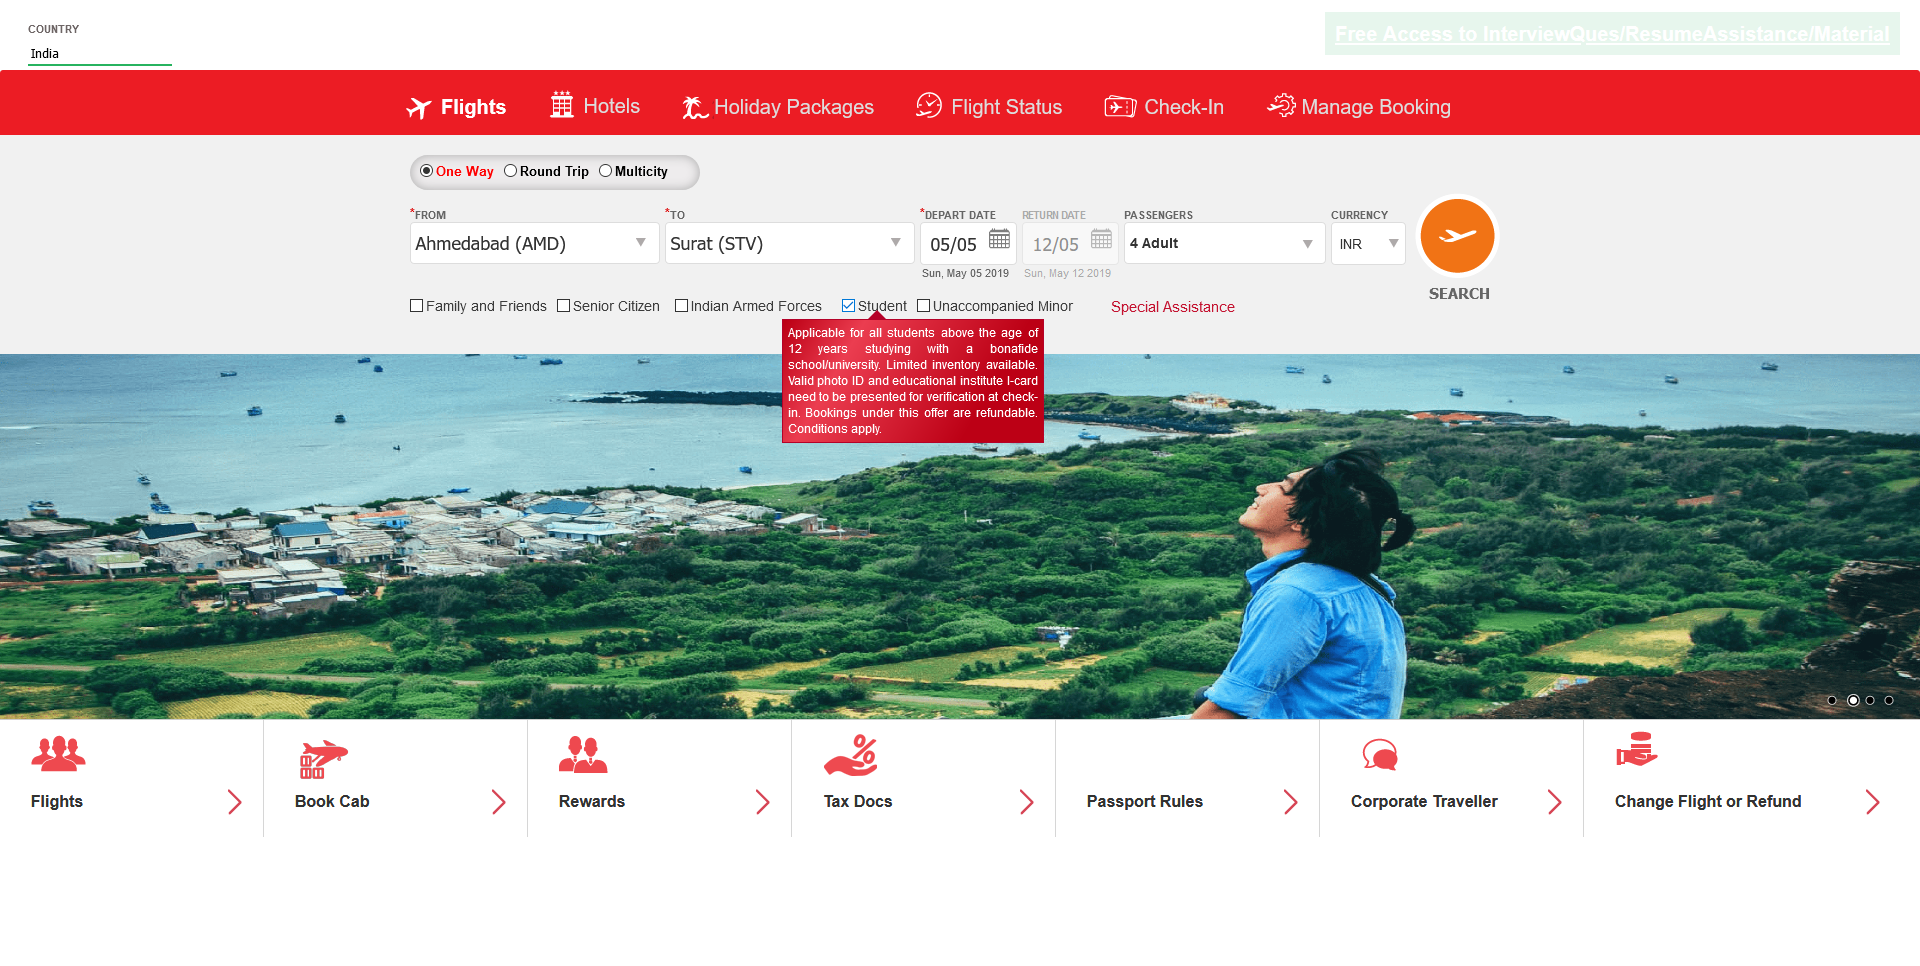 COUNTRY
India
Free Access to InterviewQues/ResumeAssistance/Material
Flights
Hotels
Holiday Packages
Flight Status
Check-In
Manage Booking
One Way
Round Trip
Multicity
*FROM
*TO
*DEPART DATE
RETURN DATE
PASSENGERS
CURRENCY
Ahmedabad (AMD)
Surat (STV)
05/05
12/05
4 Adult
INR
Sun, May 05 2019
Sun, May 12 2019
SEARCH
Family and Friends
Senior Citizen
Indian Armed Forces
Student
Unaccompanied Minor
Special Assistance
Applicable for all students above the age of
12 years studying with a bonafide
school/university. Limited inventory available.
Valid photo ID and educational institute I-card
need to be presented for verification at check-
in. Bookings under this offer are refundable.
Conditions apply.
Flights
Book Cab
Rewards
Tax Docs
Passport Rules
Corporate Traveller
Change Flight or Refund